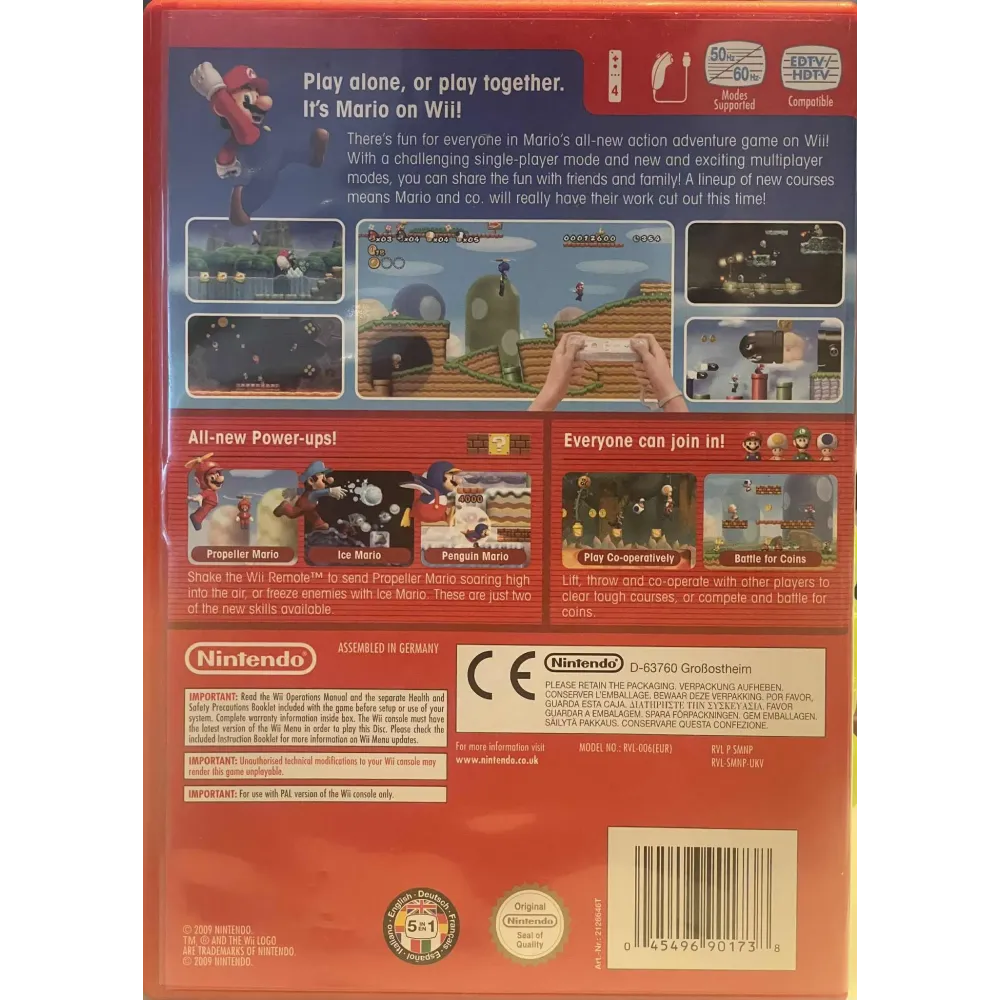 Play alone, or play together.
It's Mario on Wii!
4
50Hz
60Hz
Modes
Supported
EDTV/
HDTV
Compatible
There's fun for everyone in Mario's all-new action adventure game on Wii!
With a challenging single-player mode and new and exciting multiplayer
modes, you can share the fun with friends and family! A lineup of new courses
means Mario and co. will really have their work cut out this time!
All-new Power-ups!
Everyone can join in!
4000
Propeller Mario
Ice Mario
Penguin Mario
Play Co-operatively
Battle for Coins
Shake the Wii Remote™ to send Propeller Mario soaring high
into the air, or freeze enemies with Ice Mario. These are just two
of the new skills available.
Lift, throw and co-operate with other players to
clear tough courses, or compete and battle for
coins.
Nintendo®
ASSEMBLED IN GERMANY
CE
Nintendo® D-63760 Großostheim
PLEASE RETAIN THE PACKAGING. VERPACKUNG AUFHEBEN.
CONSERVER L'EMBALLAGE. BEWAAR DEZE VERPAKKING. POR FAVOR,
GUARDA ESTA CAJA. ΔΙΑΤΗΡΗΣΤΕ ΤΗΝ ΣΥΣΚΕΥΑΣΙΑ. FAVOR
GUARDAR A EMBALAGEM. SPARA FÖRPACKNINGEN. GEM EMBALLAGEN.
SÄILYTÄ PAKKAUS. CONSERVARE QUESTA CONFEZIONE.
IMPORTANT: Read the Wii Operations Manual and the separate Health and
Safety Precautions Booklet included with the game before setup or use of your
system. Complete warranty information inside box. The Wii console must have
the latest version of the Wii Menu in order to play this Disc. Please check the
included Instruction Booklet for more information on Wii Menu updates.
IMPORTANT: Unauthorised technical modifications to your Wii console may
render this game unplayable.
IMPORTANT: For use with PAL version of the Wii console only.
For more information visit
www.nintendo.co.uk
MODEL NO.: RVL-006(EUR)
RVL P SMNP
RVL-SMNP-UKV
© 2009 NINTENDO.
TM, ® AND THE Wii LOGO
ARE TRADEMARKS OF NINTENDO.
© 2009 NINTENDO.
English • Deutsch • Français • Español • Italiano
5 IN EN 1
Original
Nintendo
Seal of
Quality
Art.-Nr.: 2126646T
0 45496 90173 8